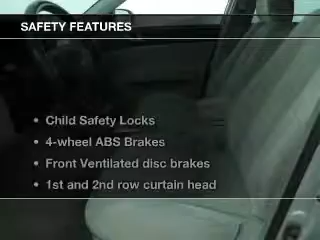 SAFETY FEATURES
• Child Safety Locks
• 4-wheel ABS Brakes
• Front Ventilated disc brakes
• 1st and 2nd row curtain head